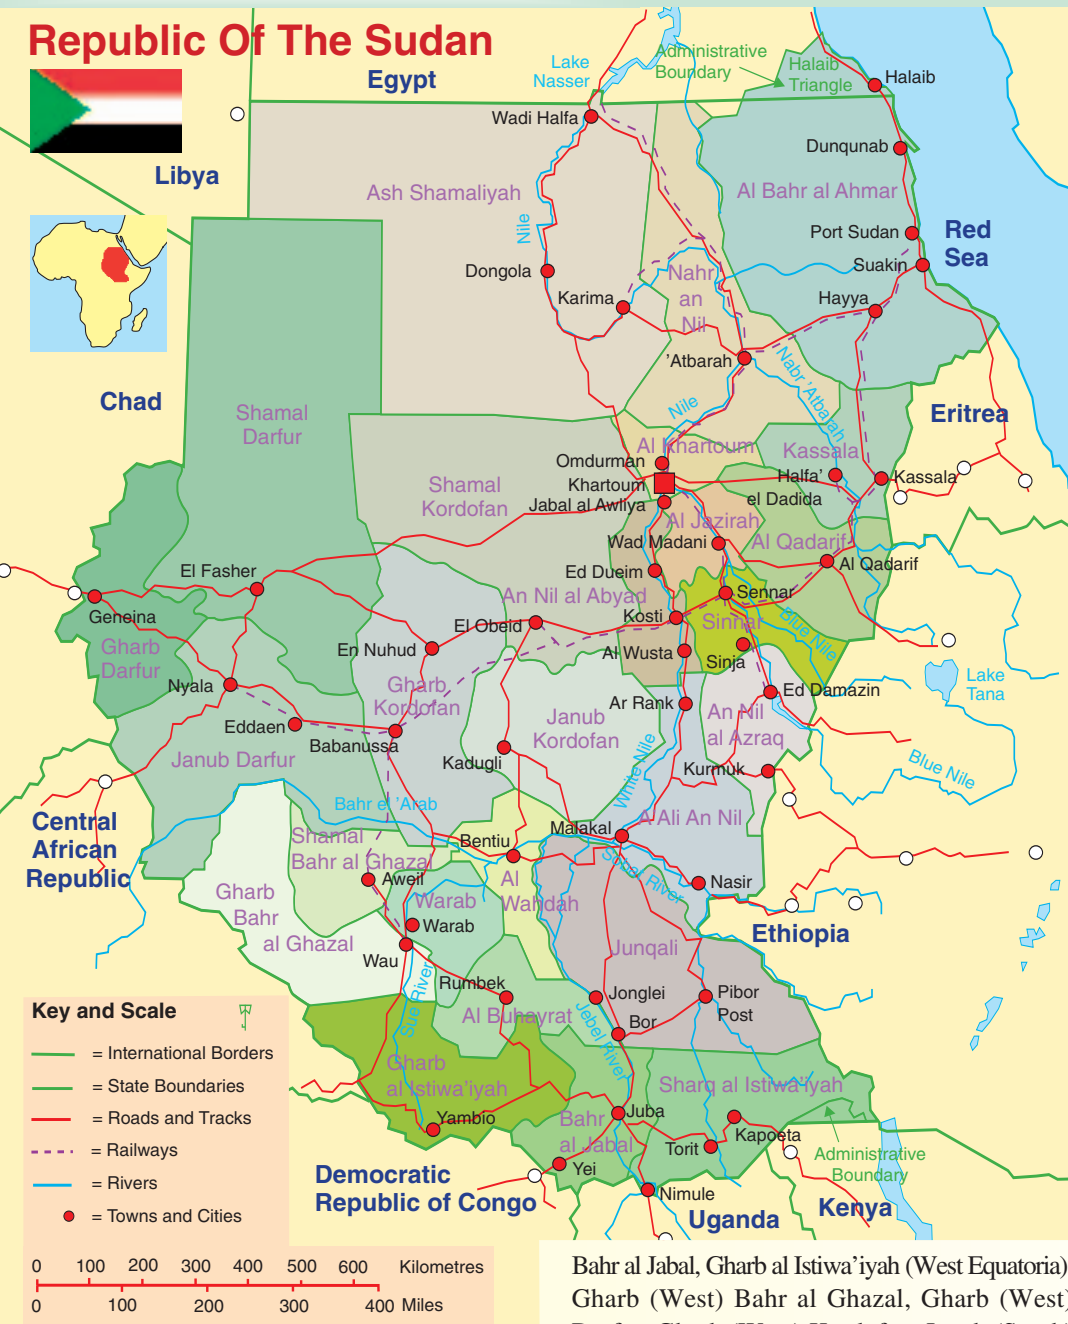 Republic Of The Sudan
Egypt
Lake
Nasser
Administrative
Boundary
Halaib
Triangle
Halaib
Wadi Halfa
Dunqunab
Libya
Ash Shamaliyah
Al Bahr al Ahmar
Nile
Port Sudan
Red
Sea
Suakin
Dongola
Nahr
an
Nil
Karima
Hayya
'Atbarah
Nabr 'Atbarah
Chad
Shamal
Darfur
Nile
Eritrea
Al Khartoum
Kassala
Omdurman
Khartoum
Jabal al Awliya
Halfa'
el Dadida
Kassala
Shamal
Kordofan
Al Jazirah
Wad Madani
Al Qadarif
Al Qadarif
El Fasher
Ed Dueim
An Nil al Abyad
Sennar
Geneina
El Obeid
Kosti
Sinnar
Blue Nile
Gharb
Darfur
En Nuhud
Al Wusta
Sinja
Nyala
Gharb
Kordofan
Ed Damazin
Lake
Tana
Ar Rank
An Nil
al Azraq
Eddaen
Babanussa
Janub
Kordofan
Janub Darfur
Kadugli
White Nile
Kurmuk
Blue Nile
Bahr el 'Arab
A Ali An Nil
Central
African
Republic
Shamal
Bahr al Ghazal
Bentiu
Malakal
Sobat River
Aweil
Al
Wahdah
Nasir
Gharb
Bahr
al Ghazal
Warab
Warab
Ethiopia
Wau
Junqali
Sue River
Rumbek
Jonglei
Pibor
Post
Al Buhayrat
Jebel River
Bor
Gharb
al Istiwa'iyah
Sharq al Istiwa'iyah
Yambio
Bahr
al Jabal
Juba
Kapoeta
Torit
Administrative
Boundary
Yei
Democratic
Republic of Congo
Nimule
Uganda
Kenya
Key and Scale
= International Borders
= State Boundaries
= Roads and Tracks
= Railways
= Rivers
= Towns and Cities
0 100 200 300 400 500 600 Kilometres
0 100 200 300 400 Miles
Bahr al Jabal, Gharb al Istiwa'iyah (West Equatoria)
Gharb (West) Bahr al Ghazal, Gharb (West)